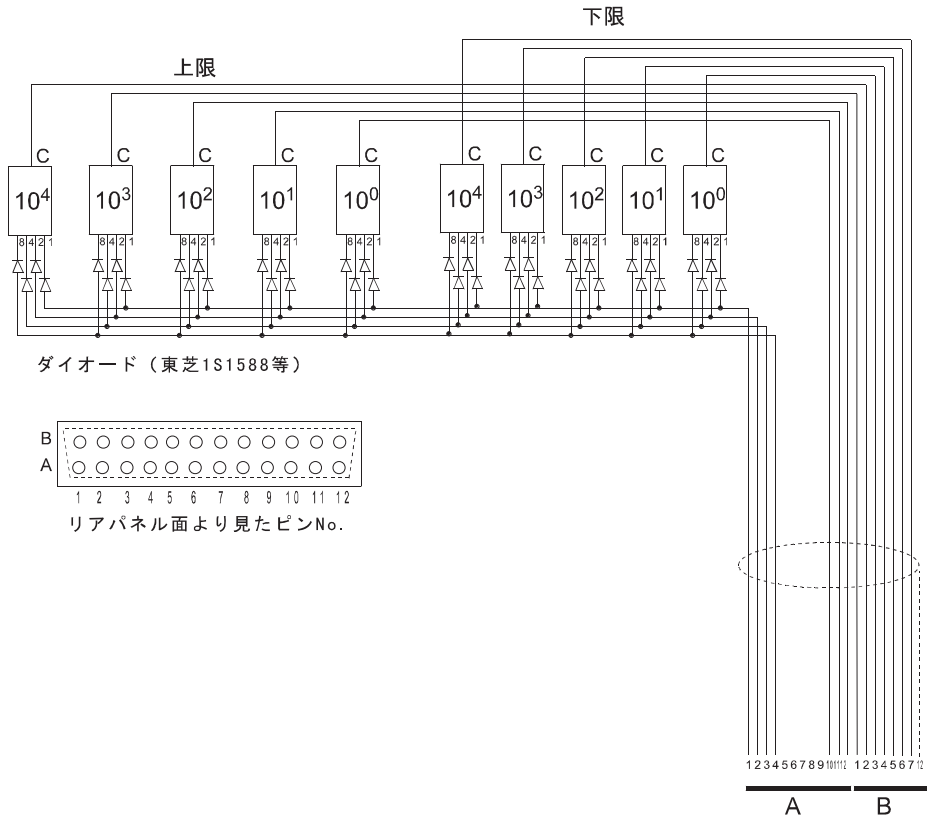 下限
上限
C C C C C C C C C C
10⁴ 10³ 10² 10¹ 10⁰ 10⁴ 10³ 10² 10¹ 10⁰
8 4 2 1 8 4 2 1 8 4 2 1 8 4 2 1 8 4 2 1 8 4 2 1 8 4 2 1 8 4 2 1 8 4 2 1 8 4 2 1
ダイオード（東芝1S1588等）
B
A
1 2 3 4 5 6 7 8 9 10 11 12
リアパネル面より見たピンNo.
1 2 3 4 5 6 7 8 9 10 11 12 1 2 3 4 5 6 7 12
A B